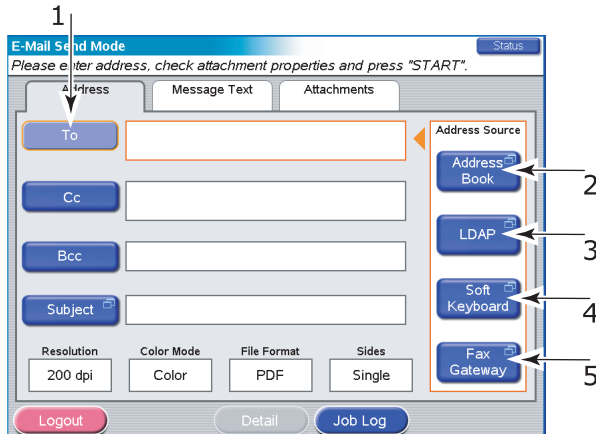 1
E-Mail Send Mode
Status
Please enter address, check attachment properties and press "START".
Address
Message Text
Attachments
To
Address Source
Address
Book
2
Cc
LDAP
3
Bcc
Soft
Keyboard
4
Subject
Resolution
Color Mode
File Format
Sides
Fax
Gateway
5
200 dpi
Color
PDF
Single
Logout
Detail
Job Log